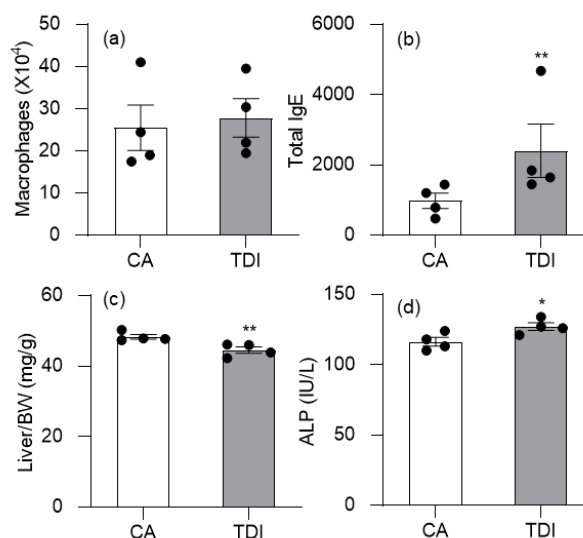 (a)
Macrophages (X10⁴)
50
40
30
20
10
0
CA
TDI
(b)
**
Total IgE
6000
4000
2000
0
CA
TDI
(c)
**
Liver/BW (mg/g)
60
40
20
0
CA
TDI
(d)
*
ALP (IU/L)
150
100
50
0
CA
TDI